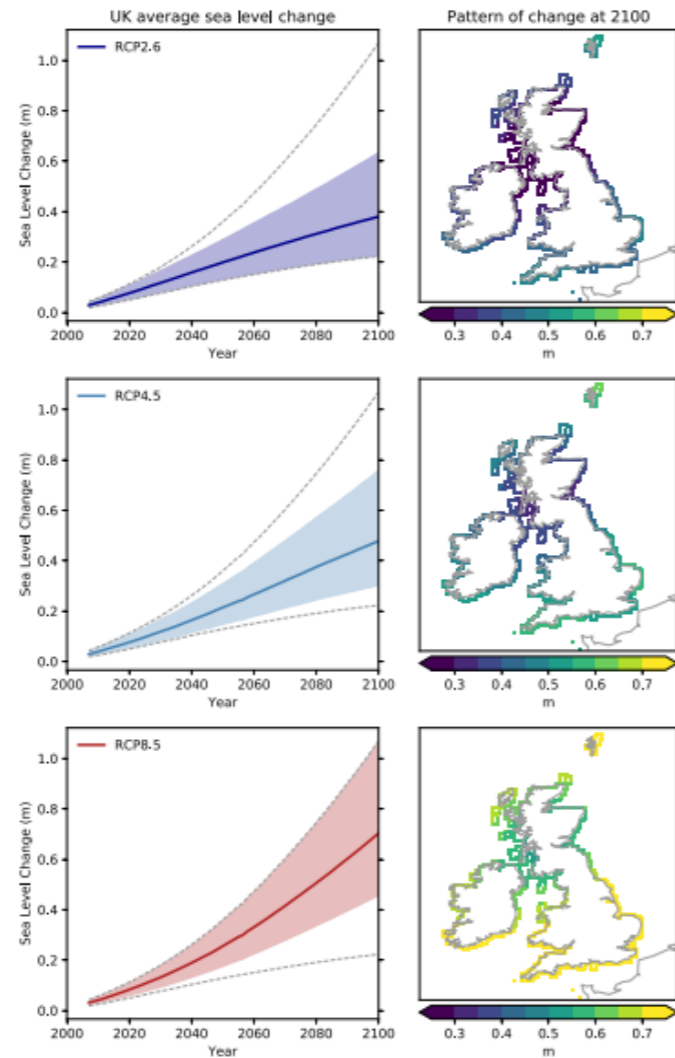 UK average sea level change
Pattern of change at 2100
RCP2.6
Sea Level Change (m)
1.0
0.8
0.6
0.4
0.2
0.0
2000 2020 2040 2060 2080 2100
Year
0.3 0.4 0.5 0.6 0.7
m
RCP4.5
Sea Level Change (m)
1.0
0.8
0.6
0.4
0.2
0.0
2000 2020 2040 2060 2080 2100
Year
0.3 0.4 0.5 0.6 0.7
m
RCP8.5
Sea Level Change (m)
1.0
0.8
0.6
0.4
0.2
0.0
2000 2020 2040 2060 2080 2100
Year
0.3 0.4 0.5 0.6 0.7
m